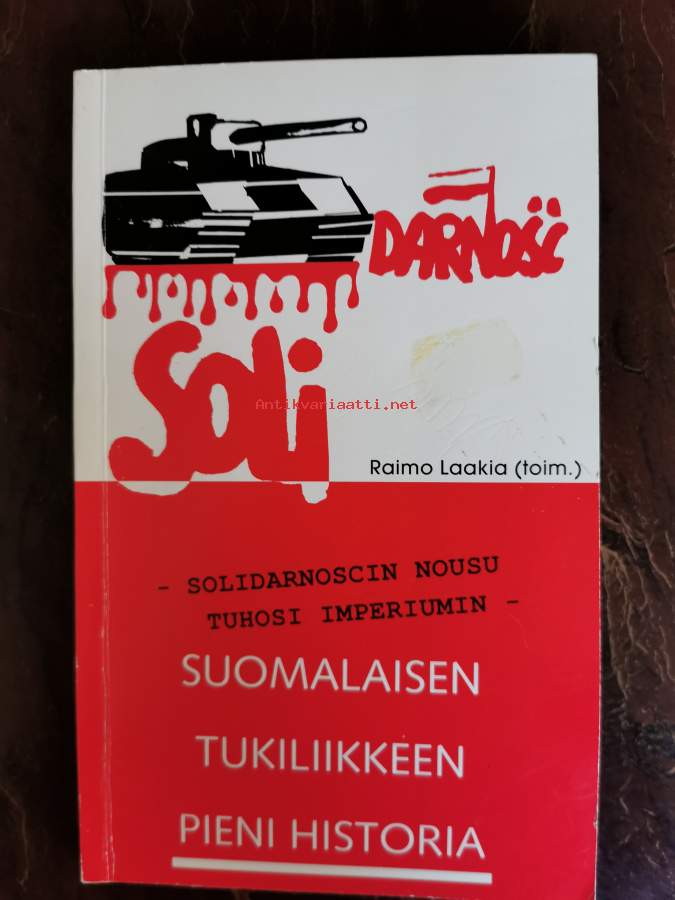 DARNOŚĆ
Soli
Antikvariaatti.net
Raimo Laakia (toim.)
- SOLIDARNOSCIN NOUSU
TUHOSI IMPERIUMIN -
SUOMALAISEN
TUKILIIKKEEN
PIENI HISTORIA